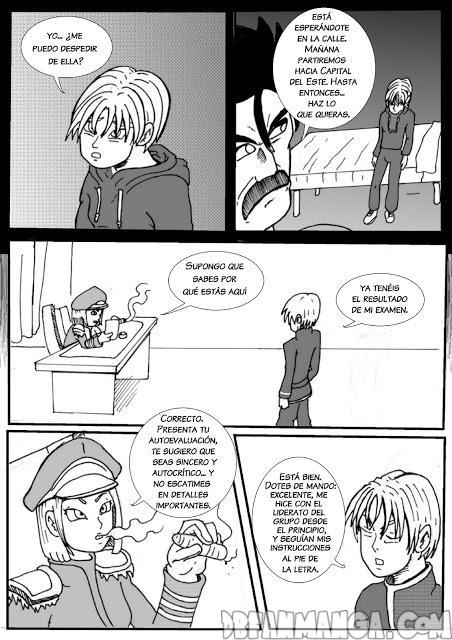 YO... ¿ME
PUEDO DESPEDIR
DE ELLA?
ESTÁ
ESPERÁNDOTE
EN LA CALLE.
MAÑANA
PARTIREMOS
HACIA CAPITAL
DEL ESTE. HASTA
ENTONCES...
HAZ LO
QUE QUIERAS.
SUPONGO QUE
SABES POR
QUÉ ESTÁS AQUÍ
YA TENÉIS
EL RESULTADO
DE MI EXAMEN.
CORRECTO.
PRESENTA TU
AUTOEVALUACIÓN,
TE SUGIERO QUE
SEAS SINCERO Y
AUTOCRÍTICO... Y
NO ESCATIMES
EN DETALLES
IMPORTANTES.
ESTÁ BIEN.
DOTES DE MANDO:
EXCELENTE, ME
HICE CON EL
LIDERATO DEL
GRUPO DESDE
EL PRINCIPIO,
Y SEGUÍAN MIS
INSTRUCCIONES
AL PIE DE
LA LETRA.
DBFANMANGA.COM